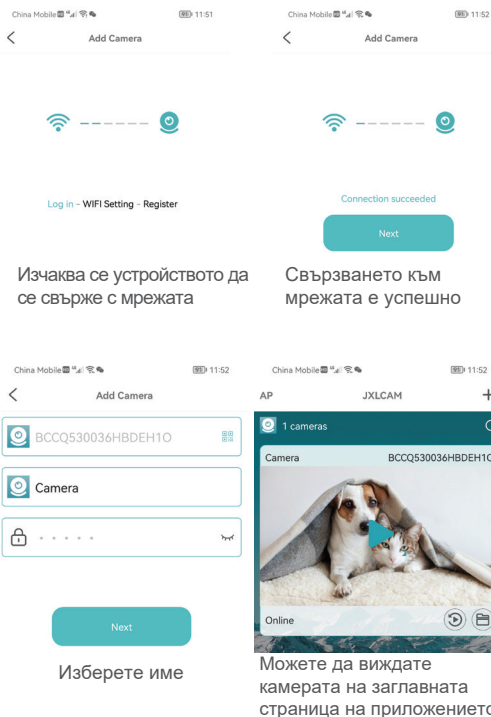 China Mobile 11:51
Add Camera
Log in - WIFI Setting - Register
Изчаква се устройството да
се свърже с мрежата
China Mobile 11:52
Add Camera
Connection succeeded
Next
Свързването към
мрежата е успешно
China Mobile 11:52
Add Camera
BCCQ530036HBDEH1O
Camera
Next
Изберете име
China Mobile 11:52
AP JXLCAM +
1 cameras
Camera BCCQ530036HBDEH1O
Online
Можете да виждате
камерата на заглавната
страница на приложението